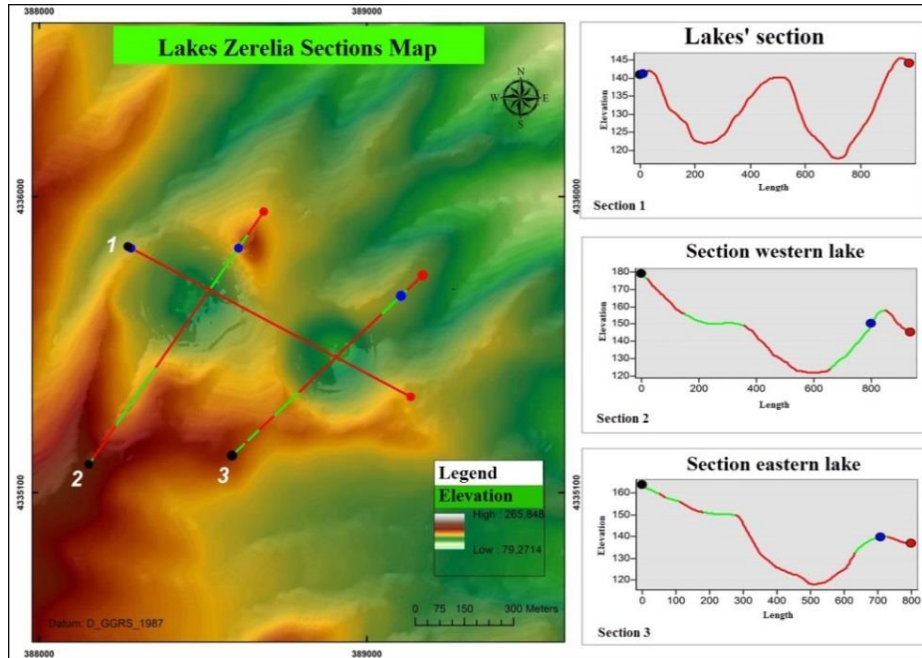 388000
389000
Lakes Zerelia Sections Map
N
W E
S
4336000
4336000
1
2
3
4335100
4335100
Legend
Elevation
High : 265,848
Low : 79,2714
0 75 150 300 Meters
Datum: D_GGRS_1987
388000
389000
Lakes' section
Elevation
145
140
135
130
125
120
0 200 400 600 800
Length
Section 1
Section western lake
Elevation
180
170
160
150
140
130
120
0 200 400 600 800
Length
Section 2
Section eastern lake
Elevation
160
150
140
130
120
0 100 200 300 400 500 600 700 800
Length
Section 3